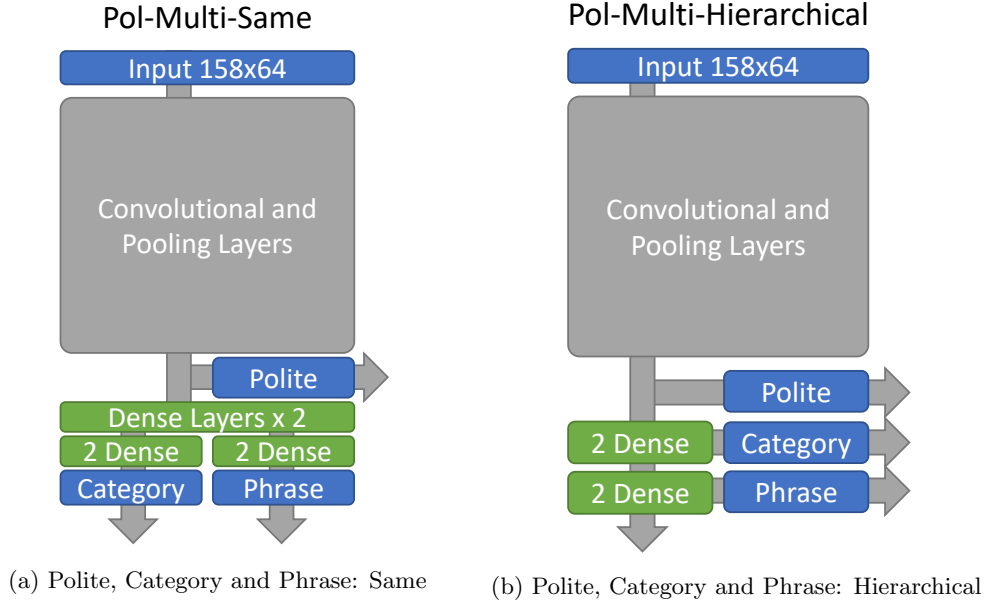 Pol-Multi-Same
Input 158x64
Convolutional and
Pooling Layers
Polite
Dense Layers x 2
2 Dense
2 Dense
Category
Phrase
(a) Polite, Category and Phrase: Same
Pol-Multi-Hierarchical
Input 158x64
Convolutional and
Pooling Layers
Polite
2 Dense
Category
2 Dense
Phrase
(b) Polite, Category and Phrase: Hierarchical